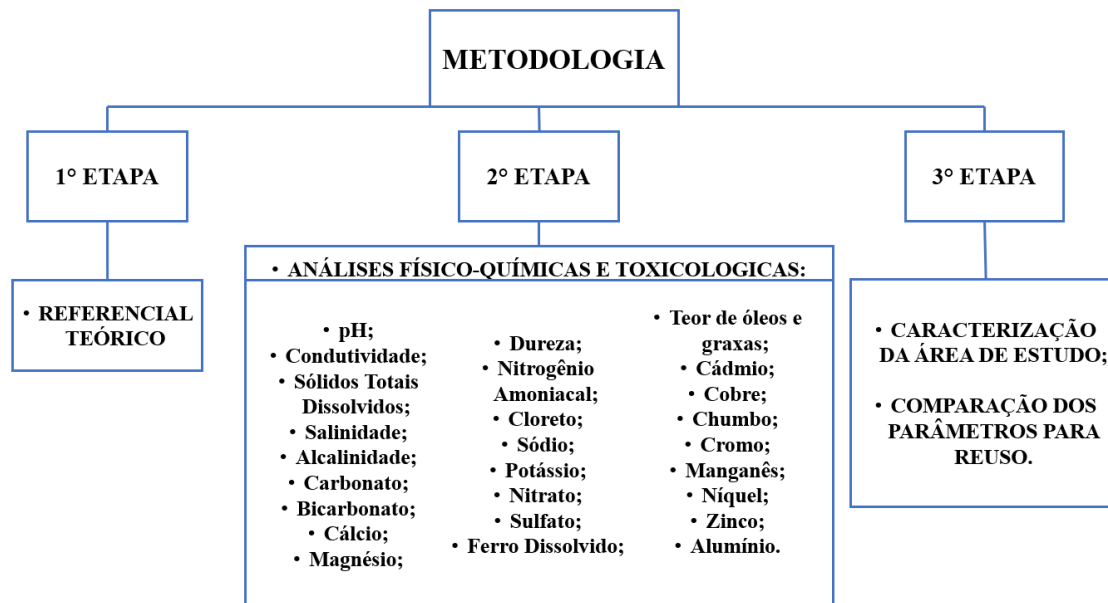 METODOLOGIA
1° ETAPA
2° ETAPA
3° ETAPA
• REFERENCIAL
TEÓRICO
• ANÁLISES FÍSICO-QUÍMICAS E TOXICOLOGICAS:
• pH;
• Condutividade;
• Sólidos Totais
Dissolvidos;
• Salinidade;
• Alcalinidade;
• Carbonato;
• Bicarbonato;
• Cálcio;
• Magnésio;
• Dureza;
• Nitrogênio
Amoniacal;
• Cloreto;
• Sódio;
• Potássio;
• Nitrato;
• Sulfato;
• Ferro Dissolvido;
• Teor de óleos e
graxas;
• Cádmio;
• Cobre;
• Chumbo;
• Cromo;
• Manganês;
• Níquel;
• Zinco;
• Alumínio.
• CARACTERIZAÇÃO
DA ÁREA DE ESTUDO;
• COMPARAÇÃO DOS
PARÂMETROS PARA
REUSO.